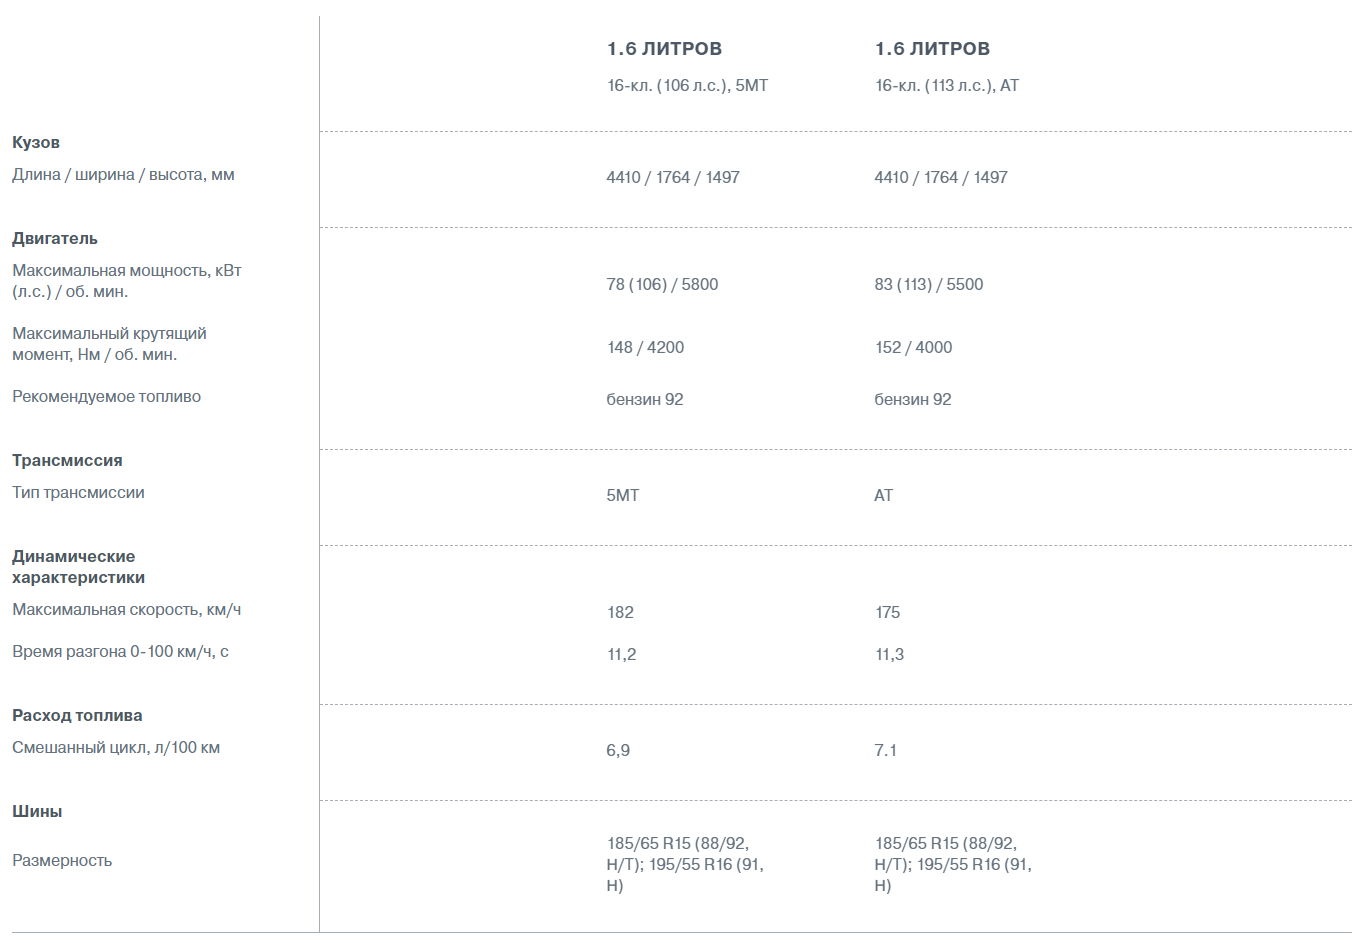 1.6 ЛИТРОВ 1.6 ЛИТРОВ
16-кл. (106 л.с.), 5МТ 16-кл. (113 л.с.), АТ
Кузов
Длина / ширина / высота, мм 4410 / 1764 / 1497 4410 / 1764 / 1497
Двигатель
Максимальная мощность, кВт
(л.с.) / об. мин. 78 (106) / 5800 83 (113) / 5500
Максимальный крутящий
момент, Нм / об. мин. 148 / 4200 152 / 4000
Рекомендуемое топливо бензин 92 бензин 92
Трансмиссия
Тип трансмиссии 5МТ АТ
Динамические
характеристики
Максимальная скорость, км/ч 182 175
Время разгона 0-100 км/ч, с 11,2 11,3
Расход топлива
Смешанный цикл, л/100 км 6,9 7.1
Шины
185/65 R15 (88/92, 185/65 R15 (88/92,
Размерность H/T); 195/55 R16 (91, H/T); 195/55 R16 (91,
H) H)